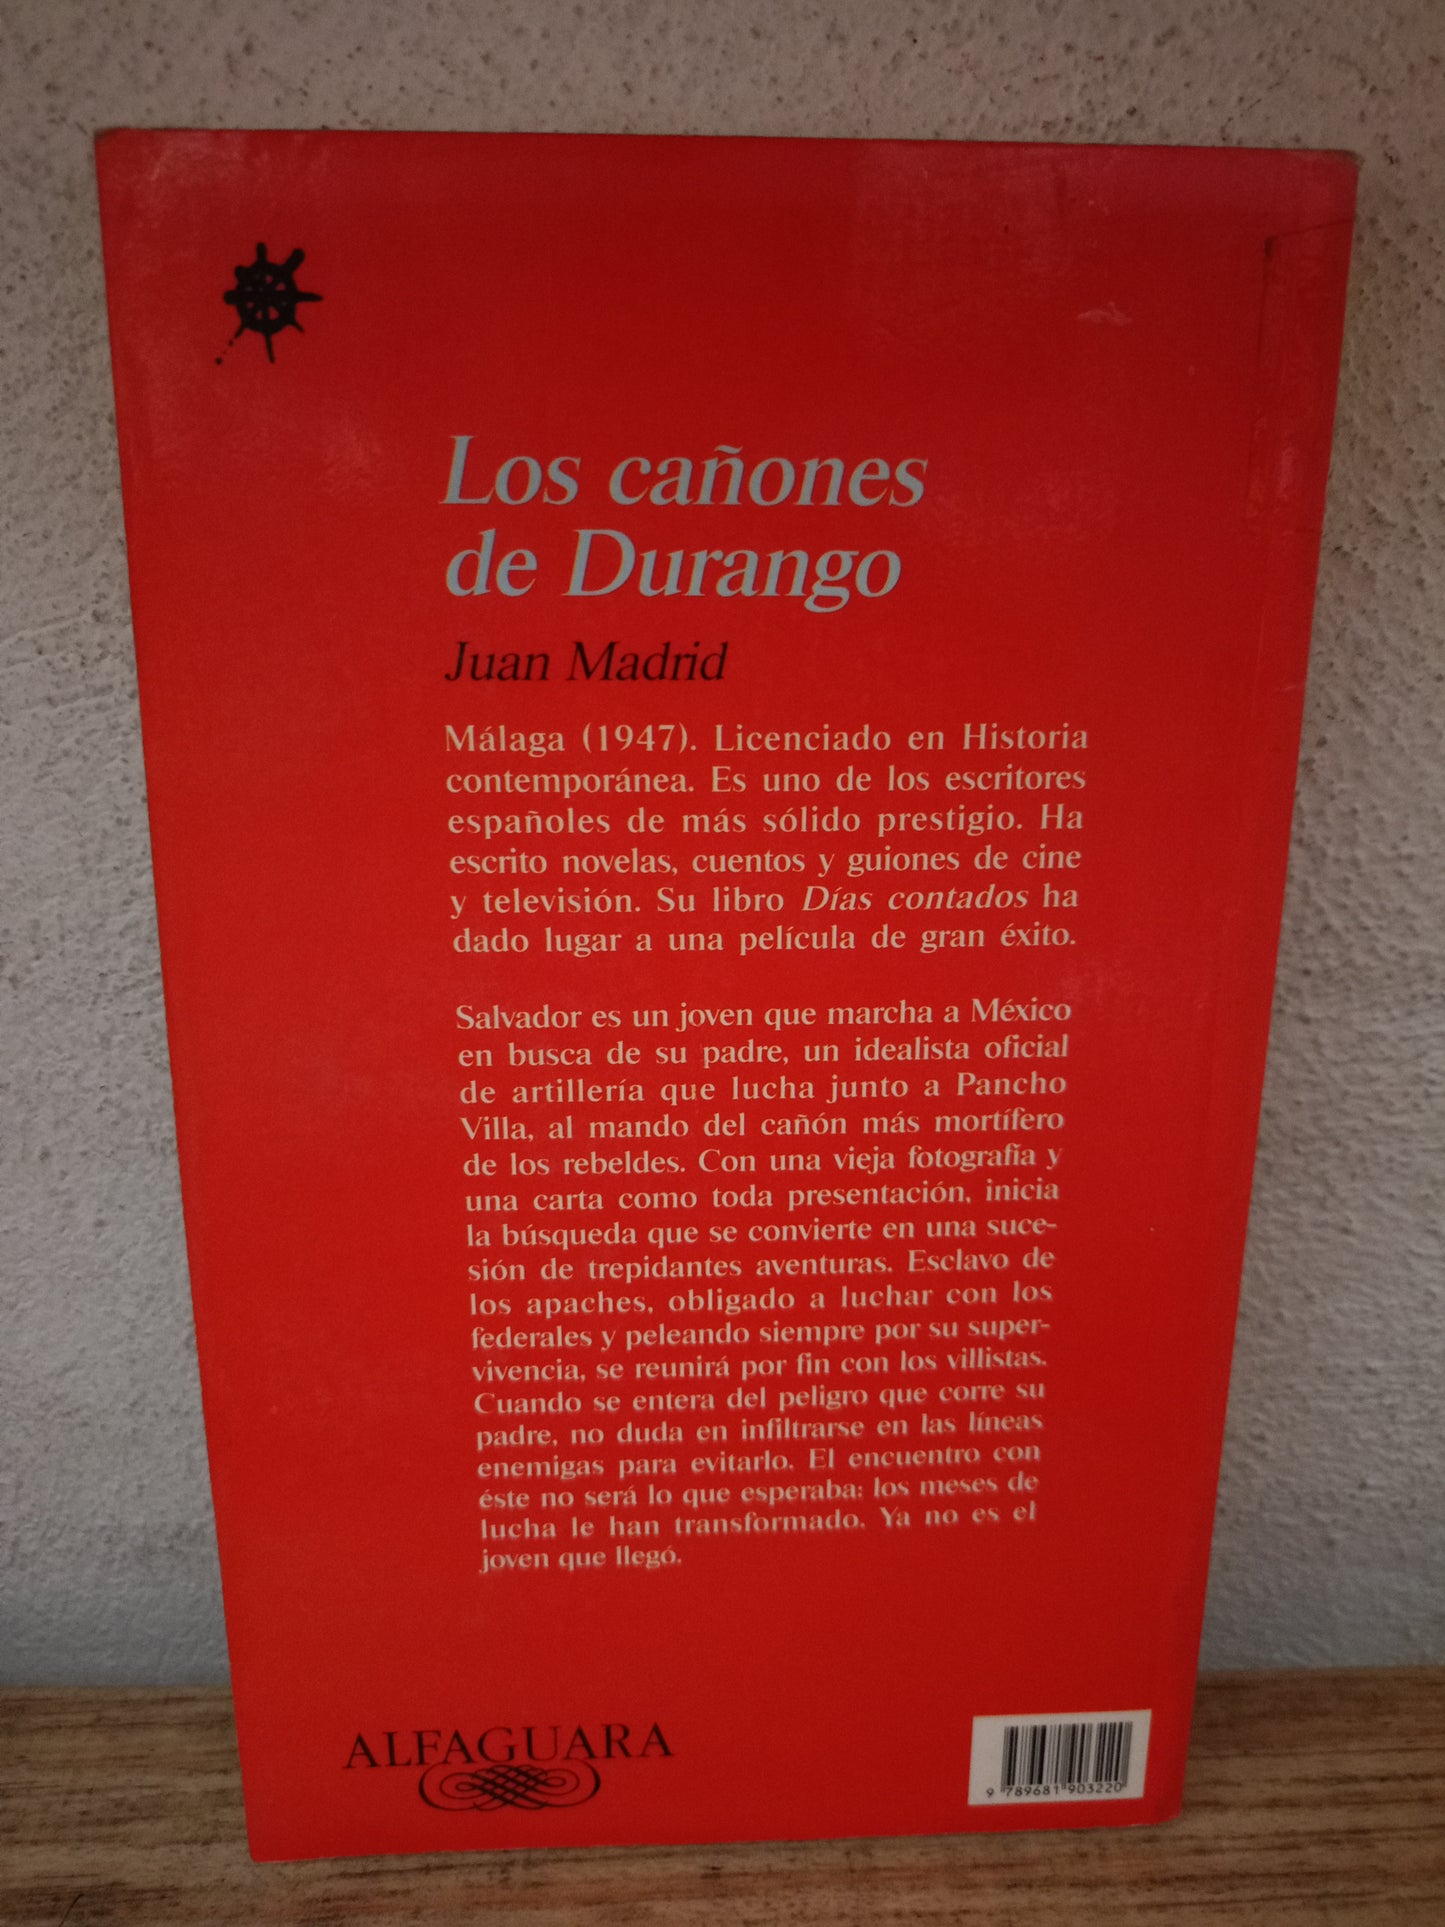 Los cañones
de Durango
Juan Madrid
Málaga (1947). Licenciado en Historia
contemporánea. Es uno de los escritores
españoles de más sólido prestigio. Ha
escrito novelas, cuentos y guiones de cine
y televisión. Su libro Días contados ha
dado lugar a una película de gran éxito.
Salvador es un joven que marcha a México
en busca de su padre, un idealista oficial
de artillería que lucha junto a Pancho
Villa, al mando del cañón más mortífero
de los rebeldes. Con una vieja fotografía y
una carta como toda presentación, inicia
la búsqueda que se convierte en una suce-
sión de trepidantes aventuras. Esclavo de
los apaches, obligado a luchar con los
federales y peleando siempre por su super-
vivencia, se reunirá por fin con los villistas.
Cuando se entera del peligro que corre su
padre, no duda en infiltrarse en las líneas
enemigas para evitarlo. El encuentro con
éste no será lo que esperaba: los meses de
lucha le han transformado. Ya no es el
joven que llegó.
ALFAGUARA
9 789681 903220